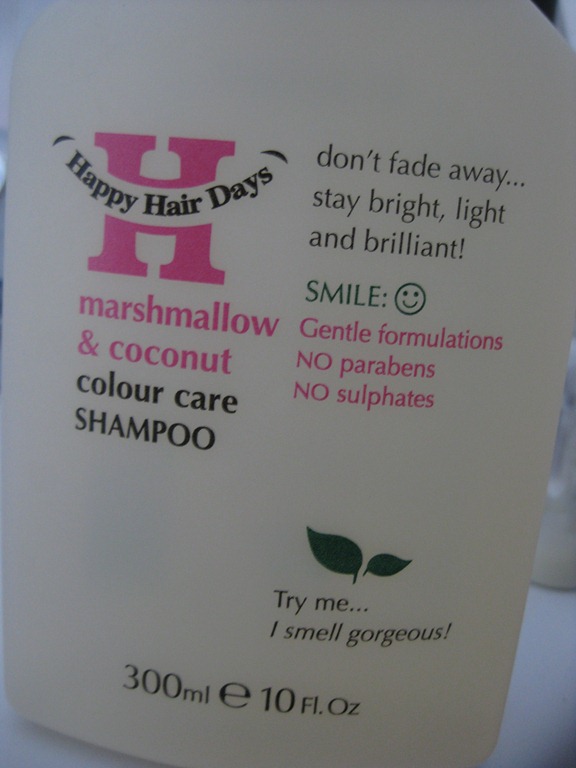 H
Happy Hair Days
marshmallow
& coconut
colour care
SHAMPOO
don't fade away...
stay bright, light
and brilliant!
SMILE:
Gentle formulations
NO parabens
NO sulphates
Try me...
I smell gorgeous!
300ml e 10 Fl. Oz